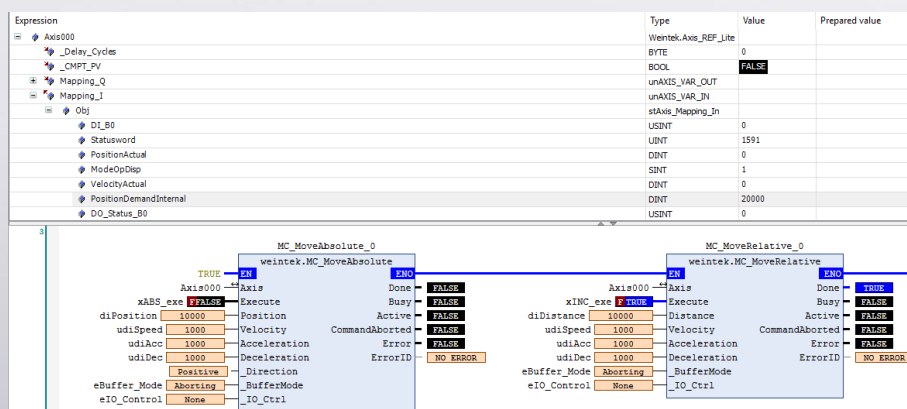 Expression Type Value Prepared value
Axis000 Weintek.Axis_REF_Lite
_Delay_Cycles BYTE 0
_CMPT_PV BOOL FALSE
Mapping_Q unAXIS_VAR_OUT
Mapping_I unAXIS_VAR_IN
Obj stAxis_Mapping_In
DI_B0 USINT 0
Statusword UINT 1591
PositionActual DINT 0
ModeOpDisp SINT 1
VelocityActual DINT 0
PositionDemandInternal DINT 20000
DO_Status_B0 USINT 0
3
MC_MoveAbsolute_0 MC_MoveRelative_0
weintek.MC_MoveAbsolute weintek.MC_MoveRelative
TRUE EN ENO EN ENO
Axis000 Axis Done FALSE Axis000 Axis Done TRUE
xABS_exe F FALSE Execute Busy FALSE xINC_exe F TRUE Execute Busy FALSE
diPosition 10000 Position Active FALSE diDistance 10000 Distance Active FALSE
udiSpeed 1000 Velocity CommandAborted FALSE udiSpeed 1000 Velocity CommandAborted FALSE
udiAcc 1000 Acceleration Error FALSE udiAcc 1000 Acceleration Error FALSE
udiDec 1000 Deceleration ErrorID NO ERROR udiDec 1000 Deceleration ErrorID NO ERROR
Positive _Direction eBuffer_Mode Aborting _BufferMode
eBuffer_Mode Aborting _BufferMode eIO_Control None _IO_Ctrl
eIO_Control None _IO_Ctrl